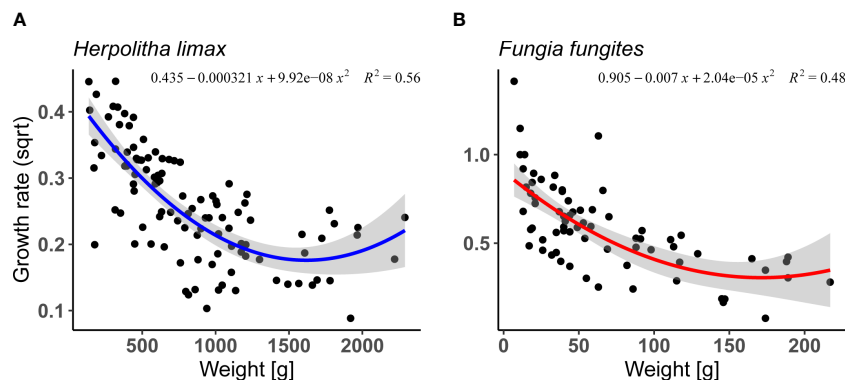 A
Herpolitha limax
0.435 − 0.000321 x + 9.92e−08 x² R² = 0.56
Growth rate (sqrt)
0.4
0.3
0.2
0.1
500 1000 1500 2000
Weight [g]
B
Fungia fungites
0.905 − 0.007 x + 2.04e−05 x² R² = 0.48
1.0
0.5
0 50 100 150 200
Weight [g]